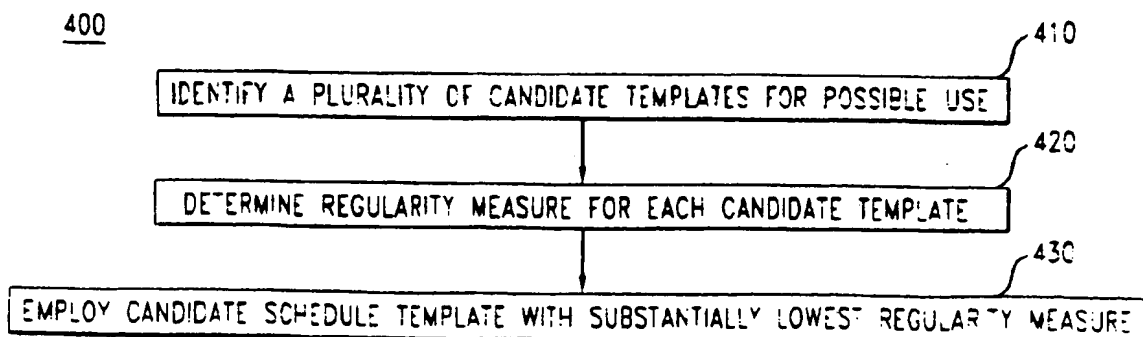 400
410
IDENTIFY A PLURALITY OF CANDIDATE TEMPLATES FOR POSSIBLE USE
420
DETERMINE REGULARITY MEASURE FOR EACH CANDIDATE TEMPLATE
430
EMPLOY CANDIDATE SCHEDULE TEMPLATE WITH SUBSTANTIALLY LOWEST REGULARITY MEASURE